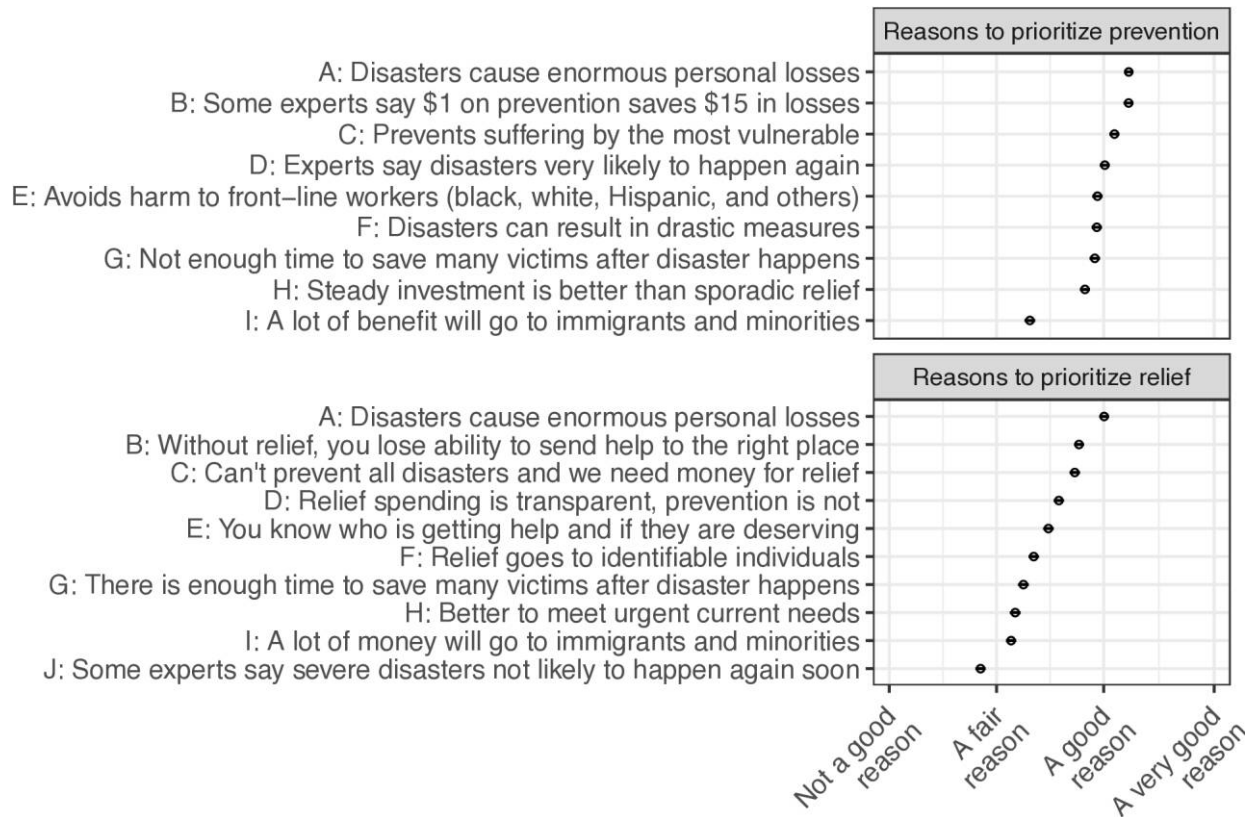 Reasons to prioritize prevention
A: Disasters cause enormous personal losses
B: Some experts say $1 on prevention saves $15 in losses
C: Prevents suffering by the most vulnerable
D: Experts say disasters very likely to happen again
E: Avoids harm to front−line workers (black, white, Hispanic, and others)
F: Disasters can result in drastic measures
G: Not enough time to save many victims after disaster happens
H: Steady investment is better than sporadic relief
I: A lot of benefit will go to immigrants and minorities
Reasons to prioritize relief
A: Disasters cause enormous personal losses
B: Without relief, you lose ability to send help to the right place
C: Can't prevent all disasters and we need money for relief
D: Relief spending is transparent, prevention is not
E: You know who is getting help and if they are deserving
F: Relief goes to identifiable individuals
G: There is enough time to save many victims after disaster happens
H: Better to meet urgent current needs
I: A lot of money will go to immigrants and minorities
J: Some experts say severe disasters not likely to happen again soon
Not a good
reason
A fair
reason
A good
reason
A very good
reason